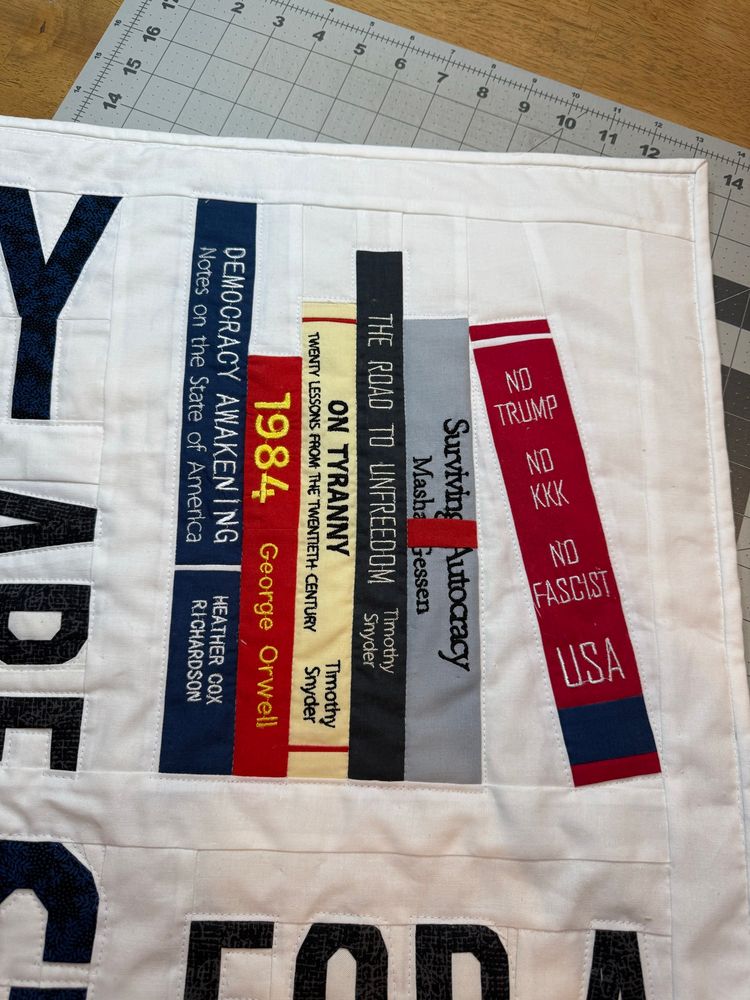 16
15
14
2
3
4
5
6
7
8
9
10
11
12
14
Y
DEMOCRACY AWAKENING
Notes on the State of America
HEATHER COX
RICHARDSON
1984 George Orwell
ON TYRANNY
TWENTY LESSONS FROM THE TWENTIETH CENTURY
Timothy
Snyder
THE ROAD TO UNFREEDOM
Timothy
Snyder
Surviving Autocracy
Masha Gessen
NO
TRUMP
NO
KKK
NO
FASCIST
USA
ARE
FOR A